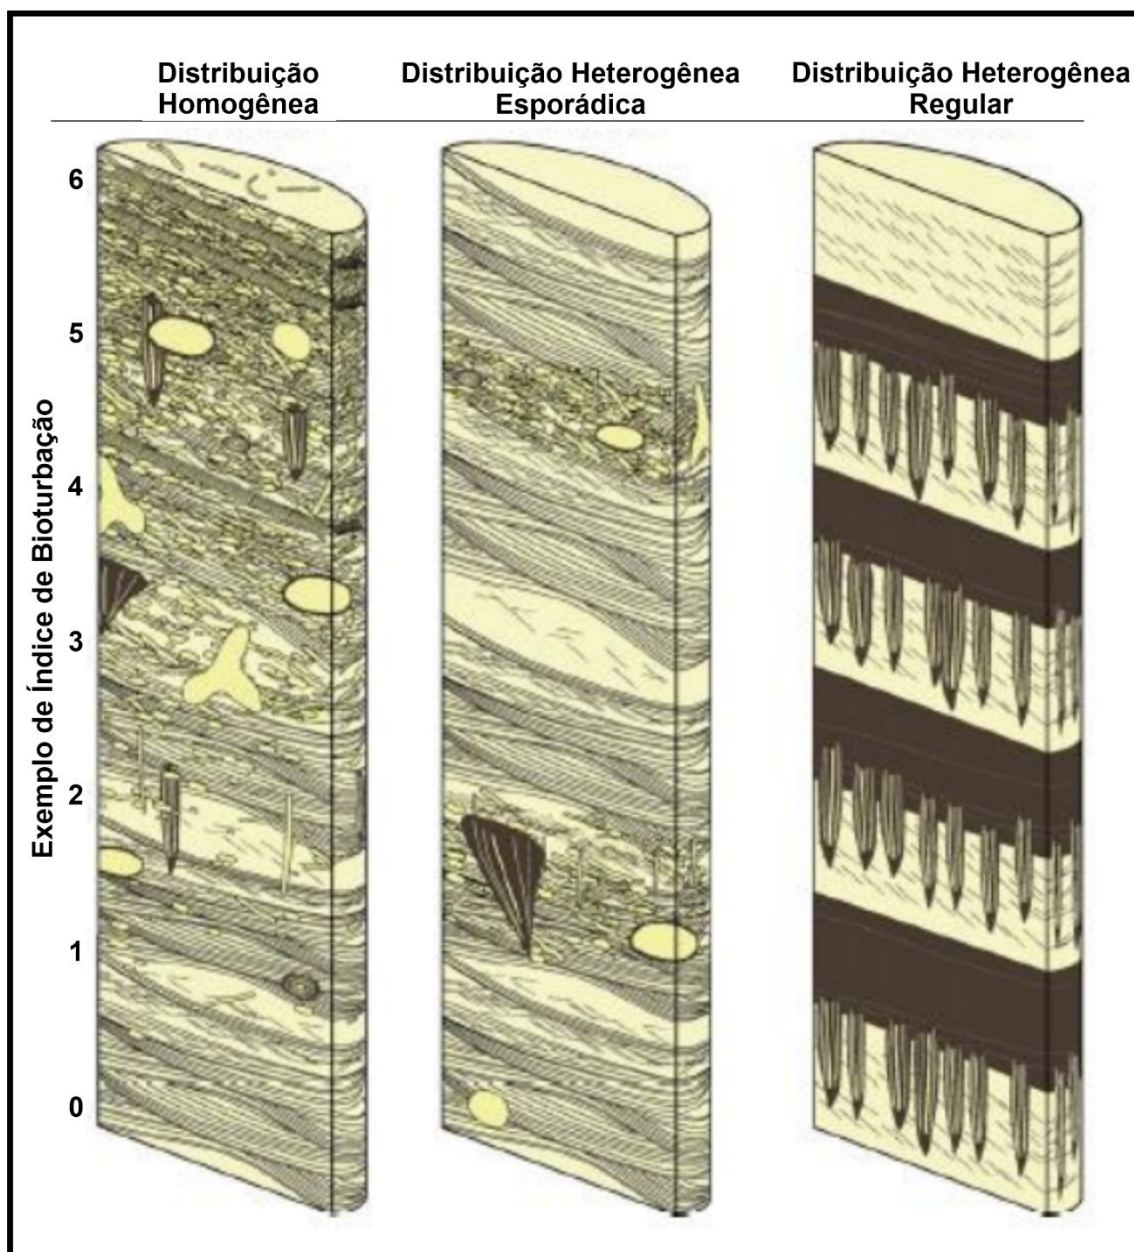 Distribuição
Homogênea
Distribuição Heterogênea
Esporádica
Distribuição Heterogênea
Regular
Exemplo de Índice de Bioturbação
6
5
4
3
2
1
0